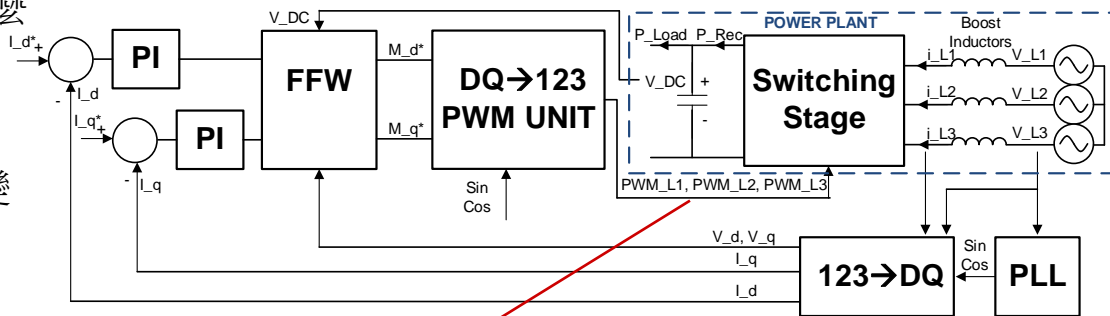 V_DC
POWER PLANT
Boost
Inductors
I_d*
+
PI
M_d*
P_Load
P_Rec
i_L1
V_L1
FFW
DQ→123
PWM UNIT
V_DC
+
-
Switching
Stage
i_L2
V_L2
-
I_d
I_q*
+
PI
M_q*
i_L3
V_L3
-
I_q
Sin
Cos
PWM_L1, PWM_L2, PWM_L3
V_d, V_q
I_q
I_d
123→DQ
Sin
Cos
PLL